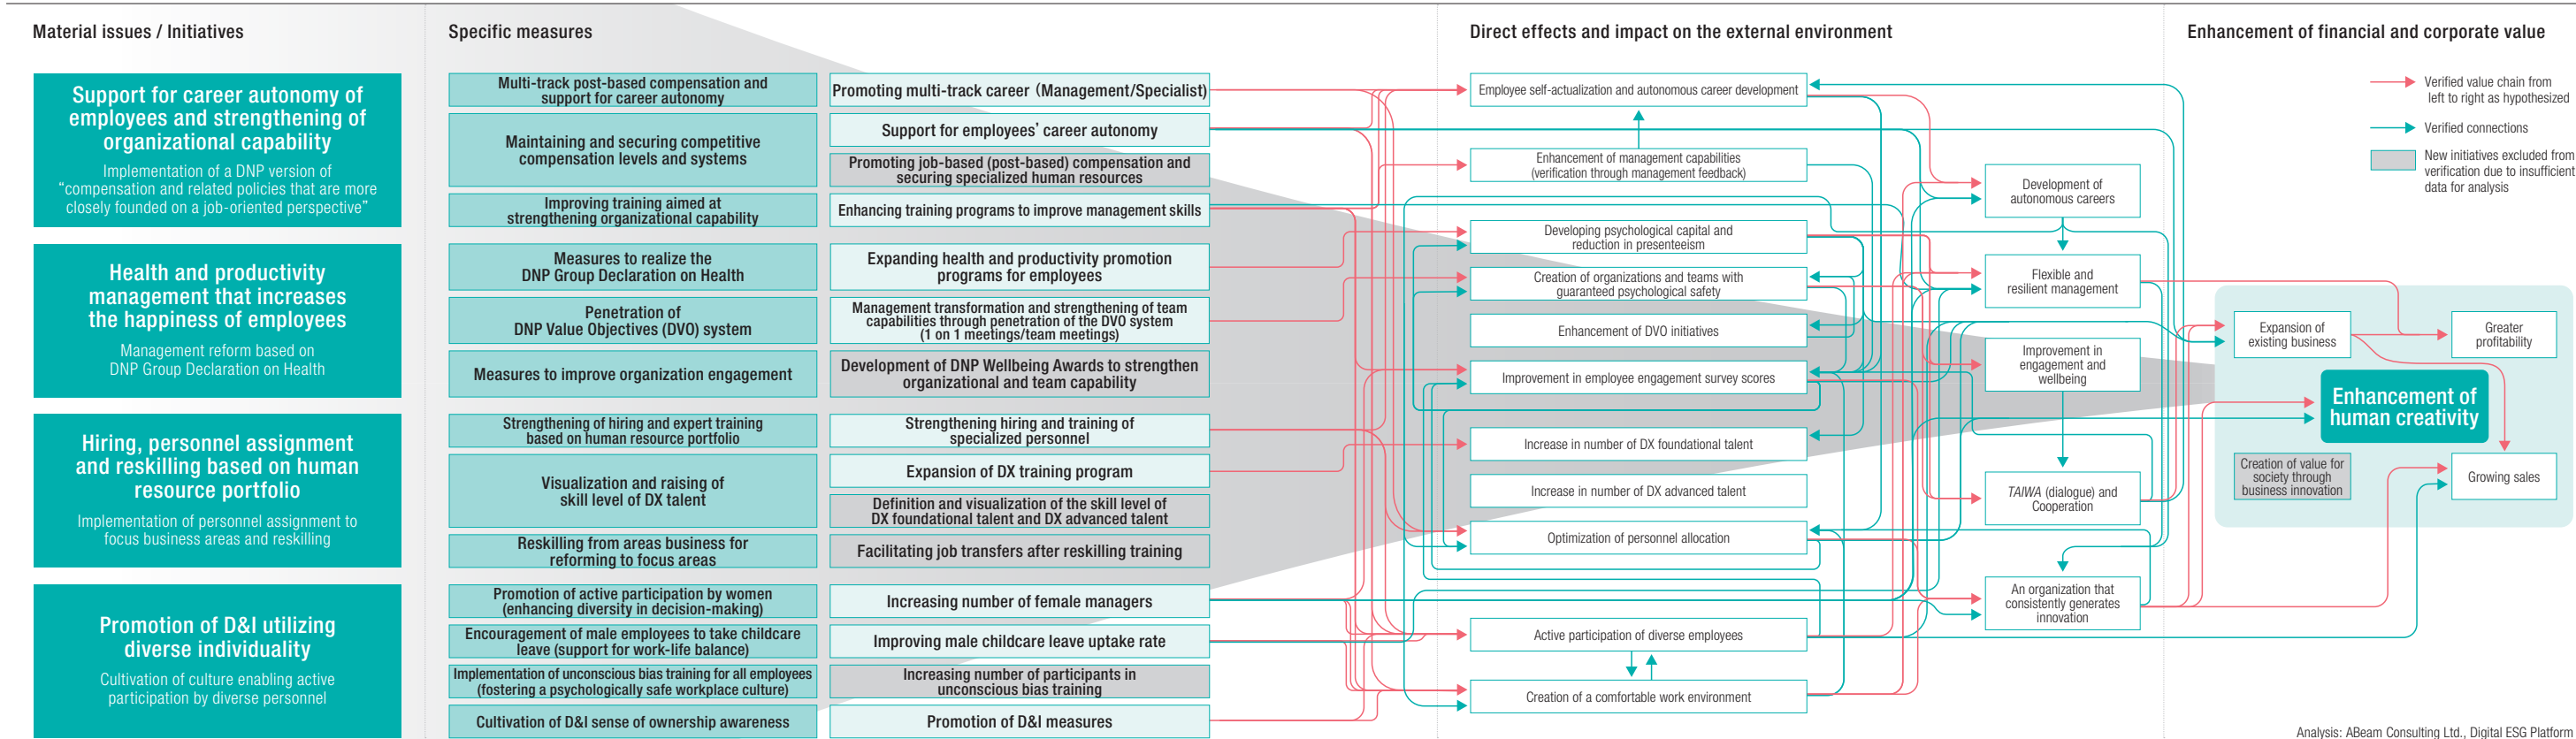 Material issues / Initiatives
Specific measures
Direct effects and impact on the external environment
Enhancement of financial and corporate value
Support for career autonomy of
employees and strengthening of
organizational capability
Implementation of a DNP version of
“compensation and related policies that are more
closely founded on a job-oriented perspective”
Health and productivity
management that increases
the happiness of employees
Management reform based on
DNP Group Declaration on Health
Hiring, personnel assignment
and reskilling based on human
resource portfolio
Implementation of personnel assignment to
focus business areas and reskilling
Promotion of D&I utilizing
diverse individuality
Cultivation of culture enabling active
participation by diverse personnel
Multi-track post-based compensation and
support for career autonomy
Maintaining and securing competitive
compensation levels and systems
Improving training aimed at
strengthening organizational capability
Measures to realize the
DNP Group Declaration on Health
Penetration of
DNP Value Objectives (DVO) system
Measures to improve organization engagement
Strengthening of hiring and expert training
based on human resource portfolio
Visualization and raising of
skill level of DX talent
Reskilling from areas business for
reforming to focus areas
Promotion of active participation by women
(enhancing diversity in decision-making)
Encouragement of male employees to take childcare
leave (support for work-life balance)
Implementation of unconscious bias training for all employees
(fostering a psychologically safe workplace culture)
Cultivation of D&I sense of ownership awareness
Promoting multi-track career (Management/Specialist)
Support for employees’ career autonomy
Promoting job-based (post-based) compensation and
securing specialized human resources
Enhancing training programs to improve management skills
Expanding health and productivity promotion
programs for employees
Management transformation and strengthening of team
capabilities through penetration of the DVO system
(1 on 1 meetings/team meetings)
Development of DNP Wellbeing Awards to strengthen
organizational and team capability
Strengthening hiring and training of
specialized personnel
Expansion of DX training program
Definition and visualization of the skill level of
DX foundational talent and DX advanced talent
Facilitating job transfers after reskilling training
Increasing number of female managers
Improving male childcare leave uptake rate
Increasing number of participants in
unconscious bias training
Promotion of D&I measures
Employee self-actualization and autonomous career development
Enhancement of management capabilities
(verification through management feedback)
Developing psychological capital and
reduction in presenteeism
Creation of organizations and teams with
guaranteed psychological safety
Enhancement of DVO initiatives
Improvement in employee engagement survey scores
Increase in number of DX foundational talent
Increase in number of DX advanced talent
Optimization of personnel allocation
Active participation of diverse employees
Creation of a comfortable work environment
Development of
autonomous careers
Flexible and
resilient management
Improvement in
engagement and
wellbeing
TAIWA (dialogue) and
Cooperation
An organization that
consistently generates
innovation
Verified value chain from
left to right as hypothesized
Verified connections
New initiatives excluded from
verification due to insufficient
data for analysis
Expansion of
existing business
Greater
profitability
Enhancement of
human creativity
Creation of value for
society through
business innovation
Growing sales
Analysis: ABeam Consulting Ltd., Digital ESG Platform